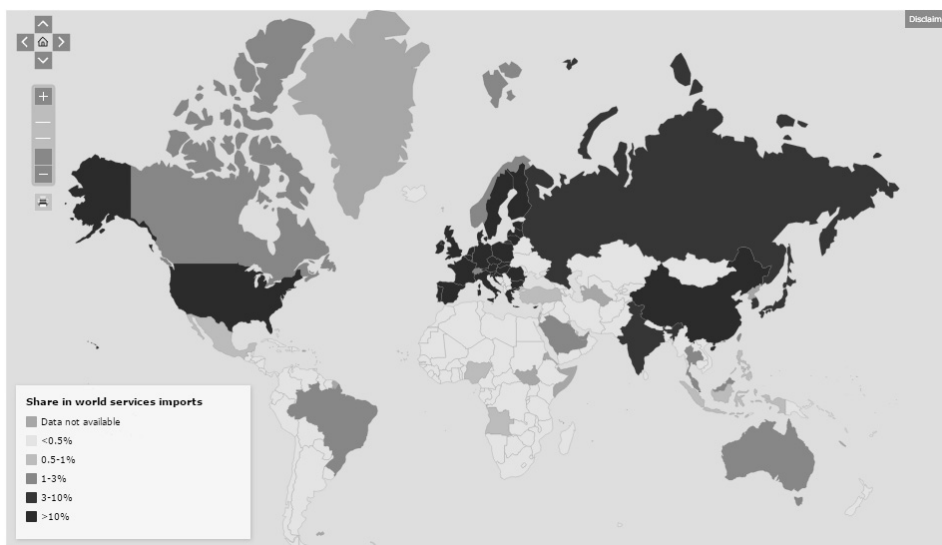 Disclaim
Share in world services imports
Data not available
<0.5%
0.5-1%
1-3%
3-10%
>10%